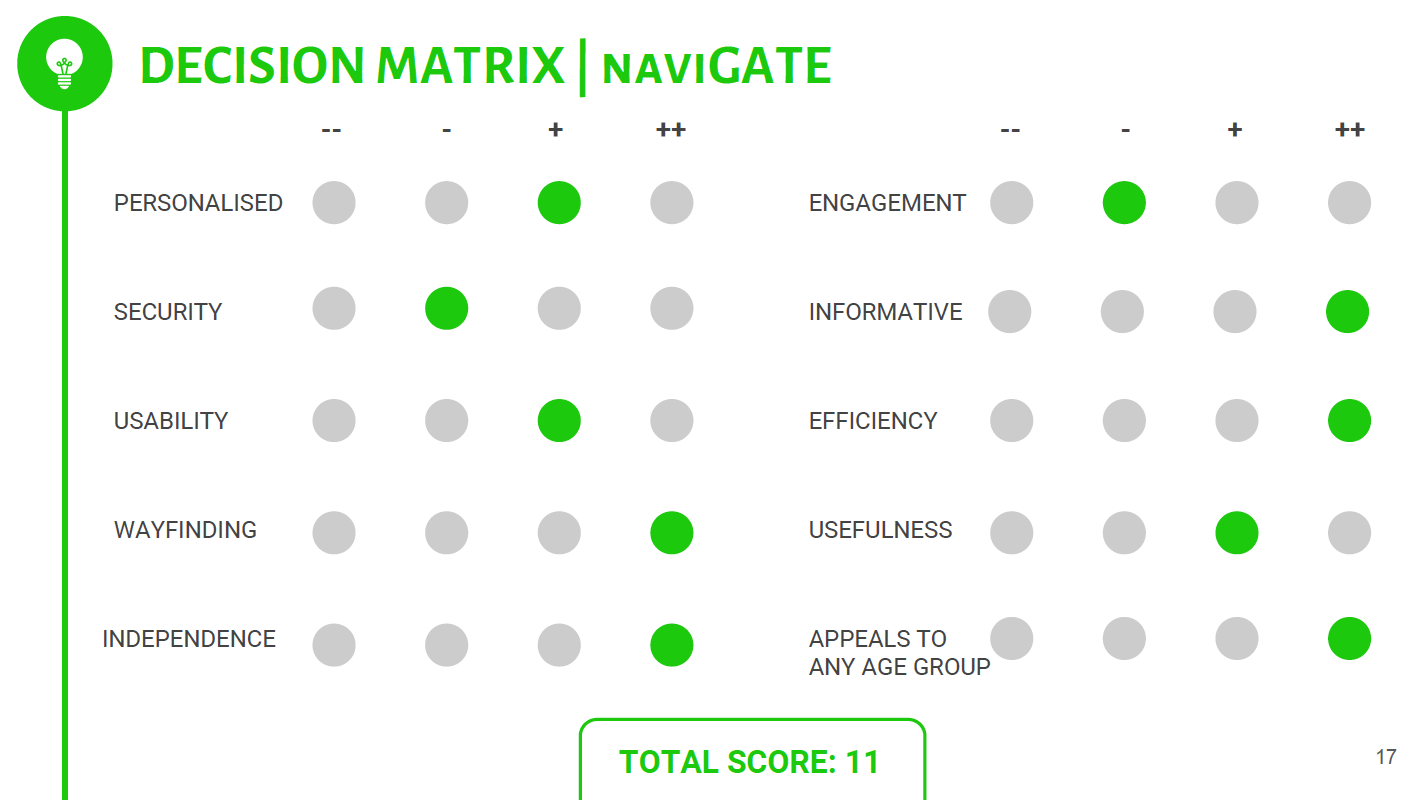 DECISION MATRIX | NAVIGATE
-- - + ++ -- - + ++
PERSONALISED ENGAGEMENT
SECURITY INFORMATIVE
USABILITY EFFICIENCY
WAYFINDING USEFULNESS
INDEPENDENCE APPEALS TO
ANY AGE GROUP
TOTAL SCORE: 11
17